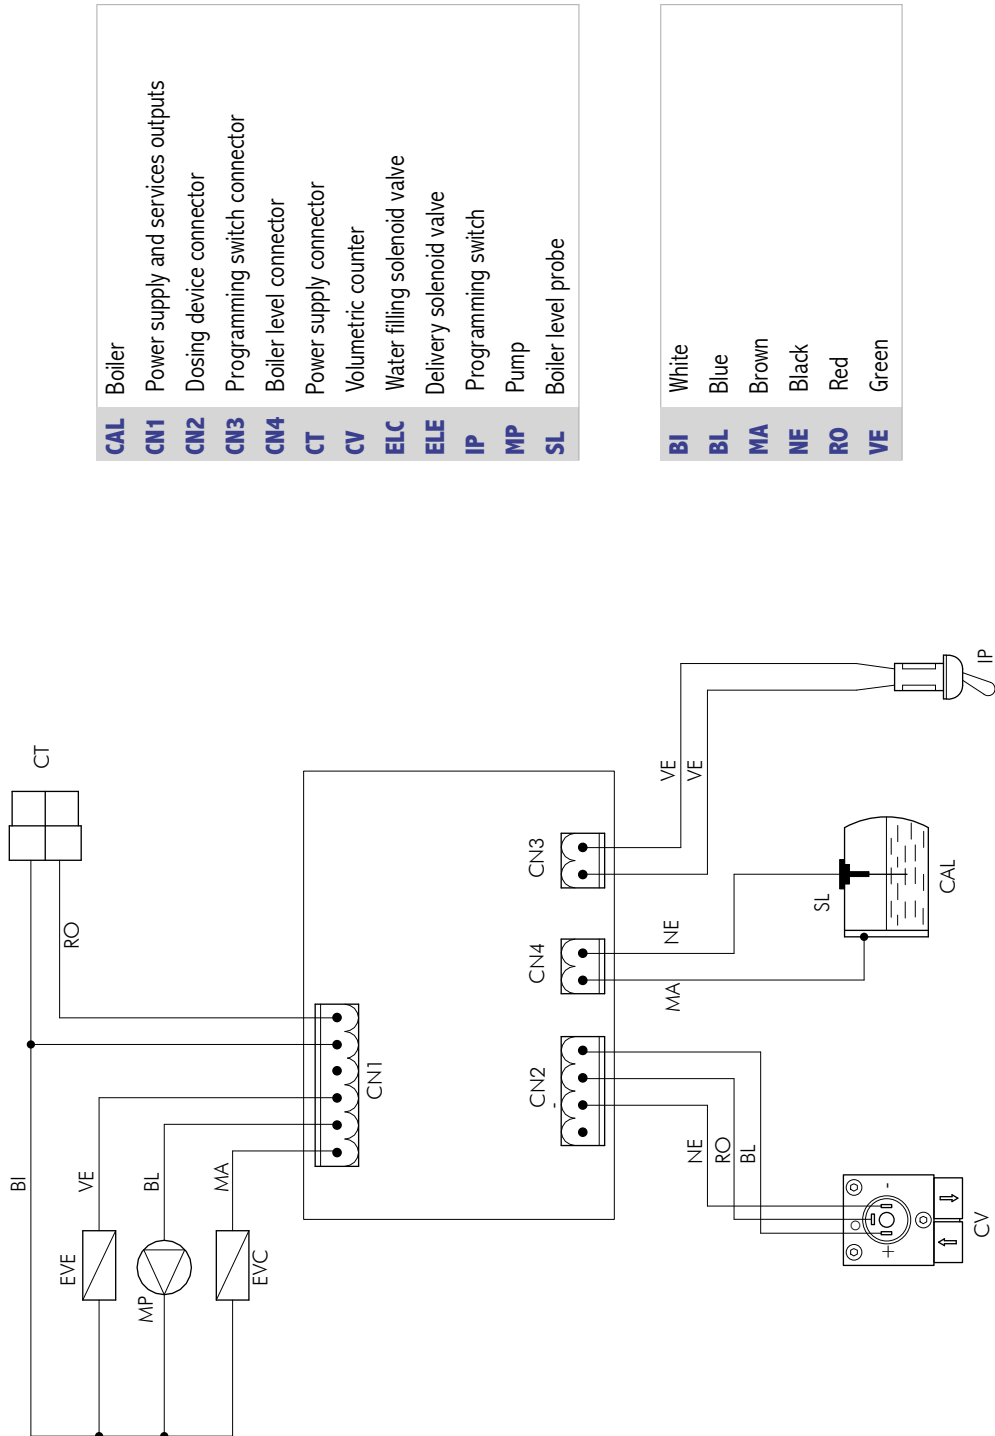 CT
RO
CN1
BI
VE
BL
MA
EVE
MP
EVC
CN3
CN4
CN2
-
VE
VE
NE
MA
NE
RO
BL
IP
SL
CAL
+ -
CV
CAL Boiler
CN1 Power supply and services outputs
CN2 Dosing device connector
CN3 Programming switch connector
CN4 Boiler level connector
CT Power supply connector
CV Volumetric counter
ELC Water filling solenoid valve
ELE Delivery solenoid valve
IP Programming switch
MP Pump
SL Boiler level probe
BI White
BL Blue
MA Brown
NE Black
RO Red
VE Green